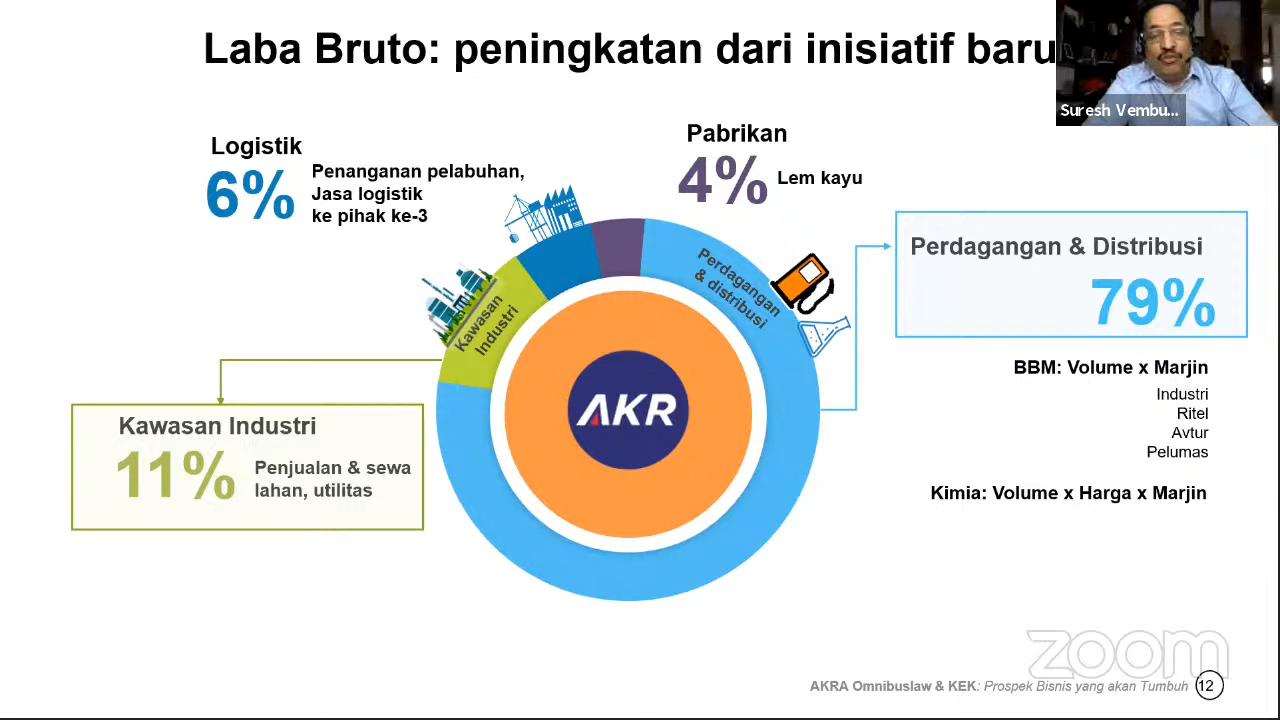 Laba Bruto: peningkatan dari inisiatif baru
Suresh Vembu...
Logistik
6%
Penanganan pelabuhan,
Jasa logistik
ke pihak ke-3
Pabrikan
4%
Lem kayu
Perdagangan
& distribusi
Kawasan
Industri
AKR
Perdagangan & Distribusi
79%
BBM: Volume x Marjin
Industri
Ritel
Avtur
Pelumas
Kimia: Volume x Harga x Marjin
Kawasan Industri
11%
Penjualan & sewa
lahan, utilitas
zoom
AKRA Omnibuslaw & KEK: Prospek Bisnis yang akan Tumbuh 12